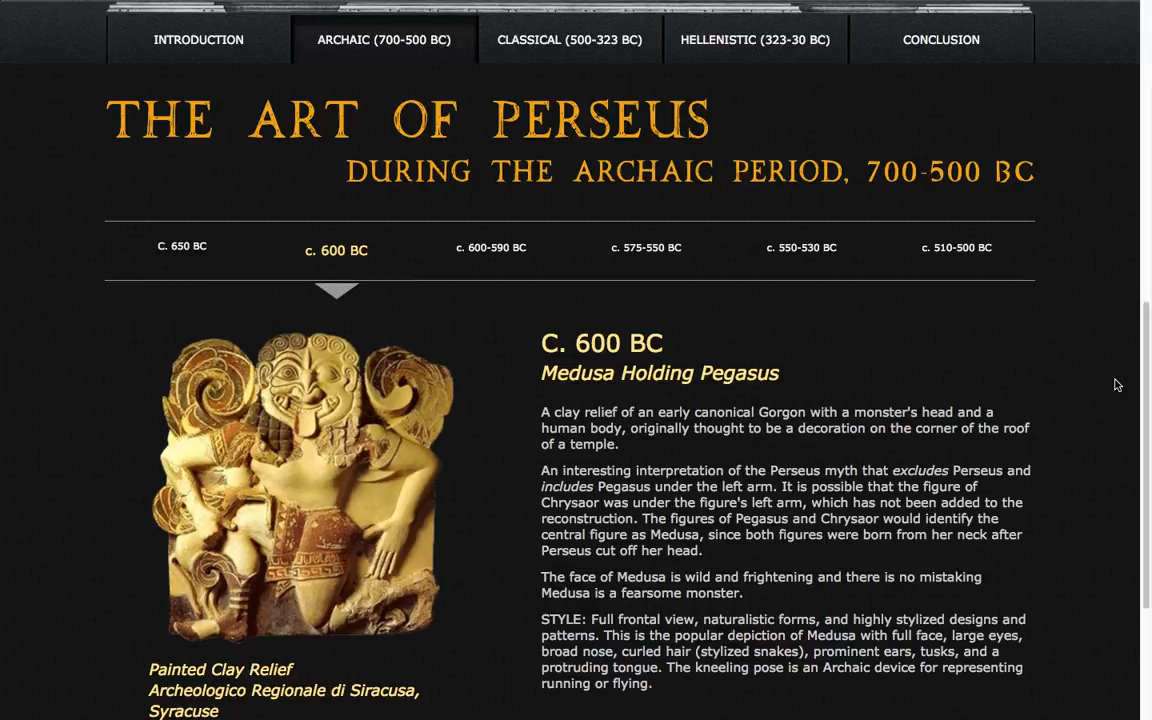 INTRODUCTION
ARCHAIC (700-500 BC)
CLASSICAL (500-323 BC)
HELLENISTIC (323-30 BC)
CONCLUSION
THE ART OF PERSEUS
DURING THE ARCHAIC PERIOD, 700-500 BC
C. 650 BC
c. 600 BC
c. 600-590 BC
c. 575-550 BC
c. 550-530 BC
c. 510-500 BC
C. 600 BC
Medusa Holding Pegasus
A clay relief of an early canonical Gorgon with a monster's head and a
human body, originally thought to be a decoration on the corner of the roof
of a temple.
An interesting interpretation of the Perseus myth that excludes Perseus and
includes Pegasus under the left arm. It is possible that the figure of
Chrysaor was under the figure's left arm, which has not been added to the
reconstruction. The figures of Pegasus and Chrysaor would identify the
central figure as Medusa, since both figures were born from her neck after
Perseus cut off her head.
The face of Medusa is wild and frightening and there is no mistaking
Medusa is a fearsome monster.
STYLE: Full frontal view, naturalistic forms, and highly stylized designs and
patterns. This is the popular depiction of Medusa with full face, large eyes,
broad nose, curled hair (stylized snakes), prominent ears, tusks, and a
protruding tongue. The kneeling pose is an Archaic device for representing
running or flying.
Painted Clay Relief
Archeologico Regionale di Siracusa,
Syracuse